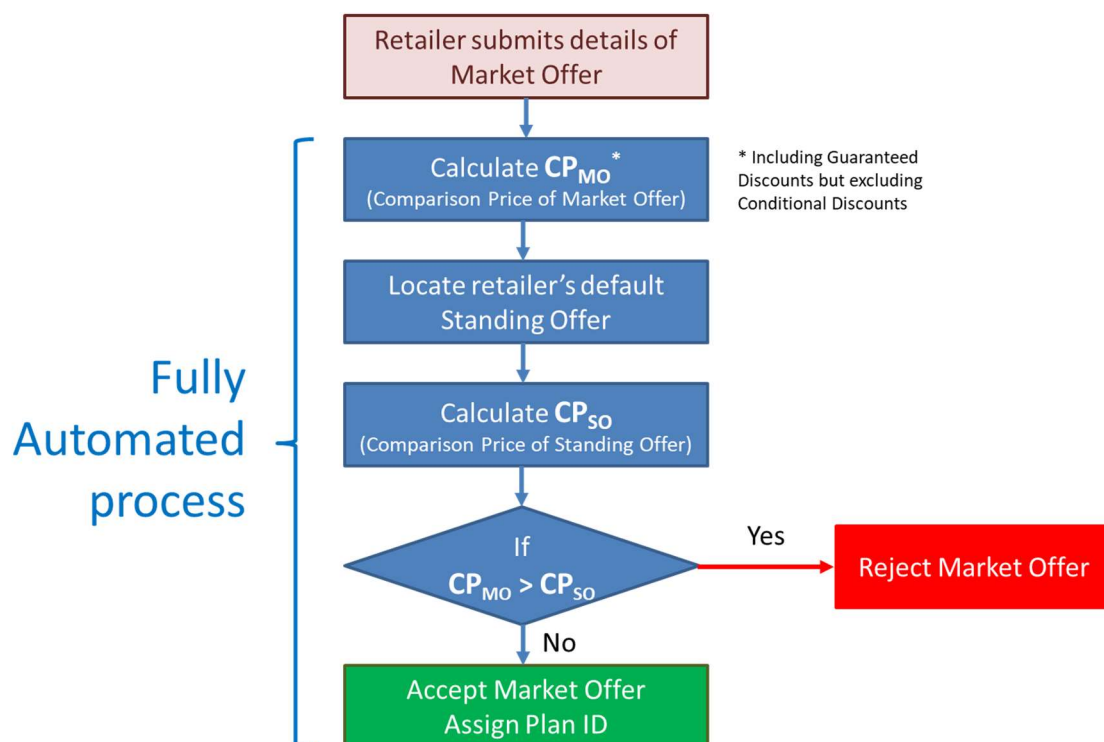 Retailer submits details of
Market Offer
Calculate CPMO*
(Comparison Price of Market Offer)
* Including Guaranteed
Discounts but excluding
Conditional Discounts
Locate retailer's default
Standing Offer
Fully
Automated
process
Calculate CPSO
(Comparison Price of Standing Offer)
If
CPMO > CPSO
Yes
Reject Market Offer
No
Accept Market Offer
Assign Plan ID